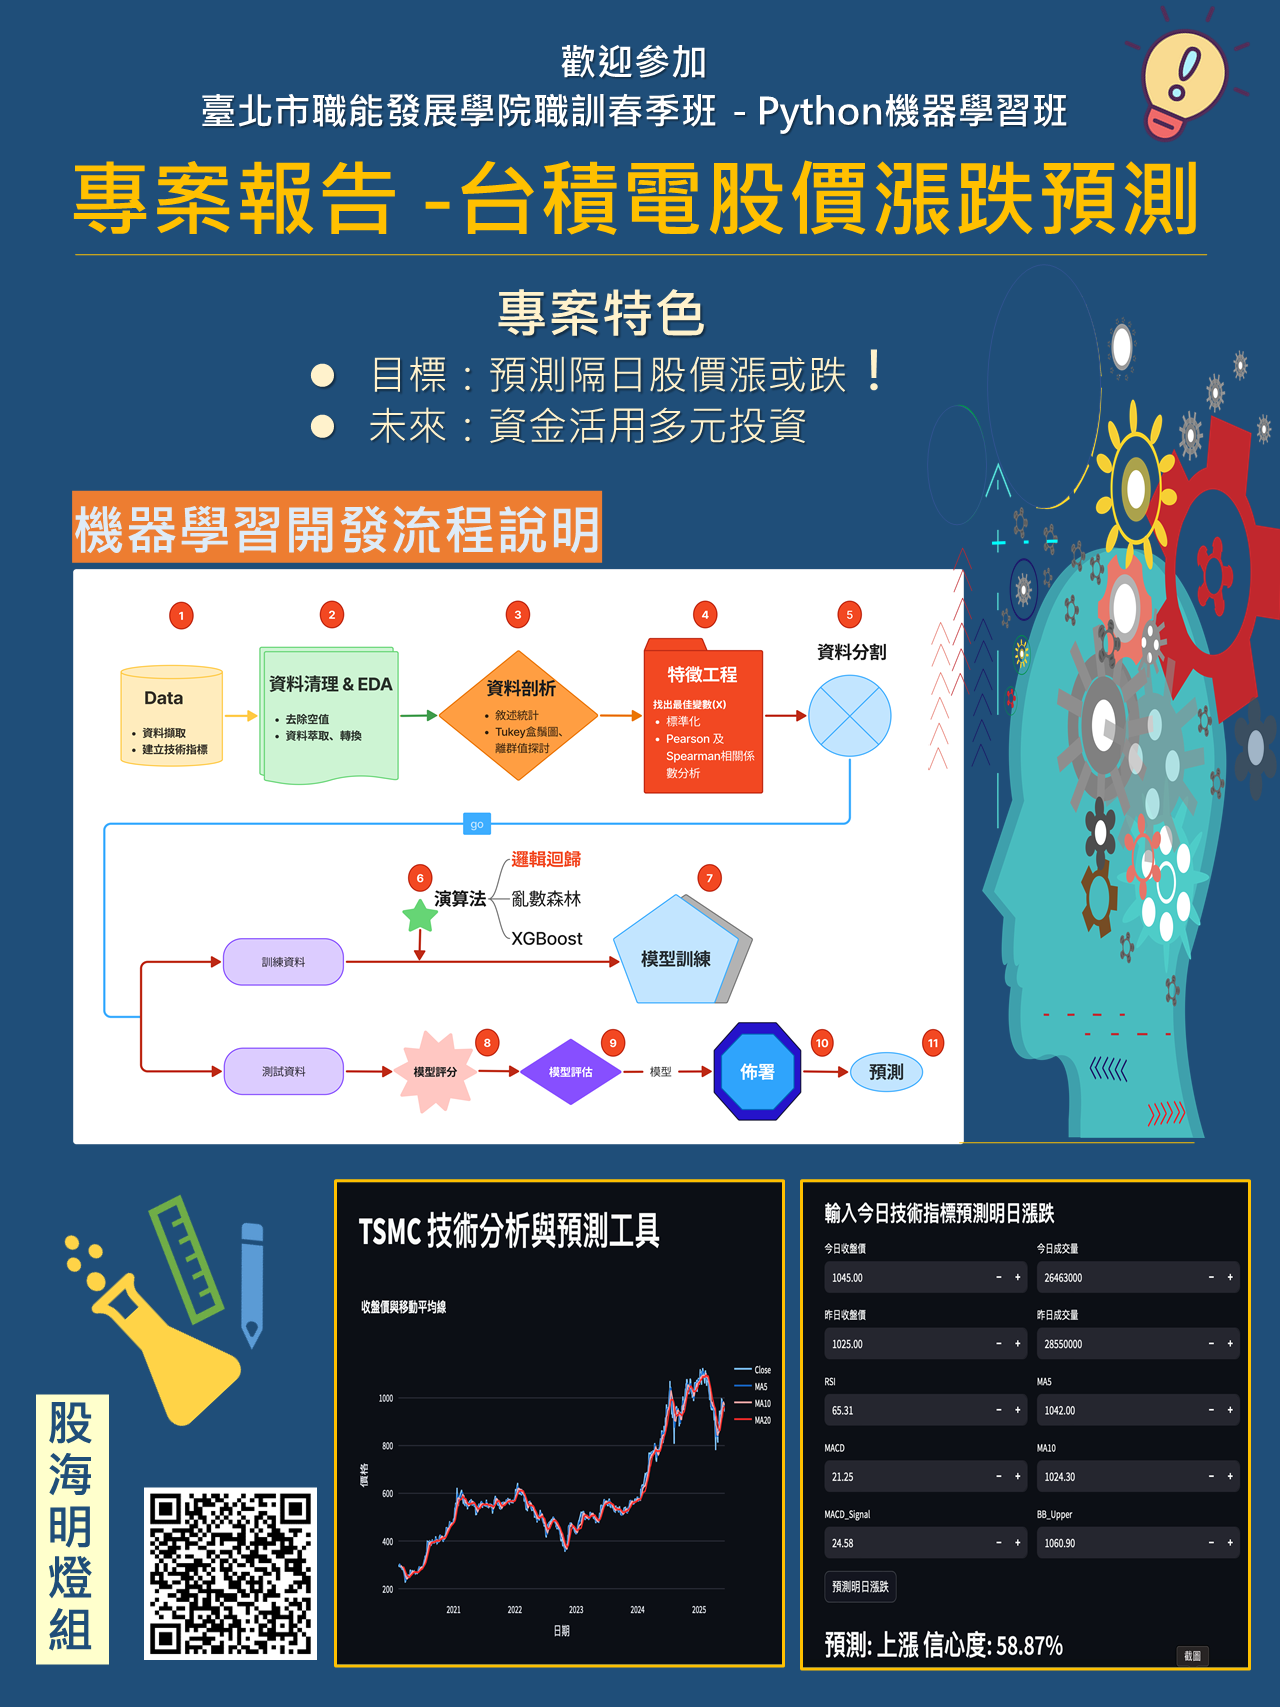 歡迎參加
臺北市職能發展學院職訓春季班 - Python機器學習班
專案報告 -台積電股價漲跌預測
專案特色
● 目標：預測隔日股價漲或跌！
● 未來：資金活用多元投資
機器學習開發流程說明
1
2
3
4
5
Data
• 資料擷取
• 建立技術指標
資料清理 & EDA
• 去除空值
• 資料萃取、轉換
資料剖析
• 敘述統計
• Tukey盒鬚圖、
離群值探討
特徵工程
找出最佳變數(X)
• 標準化
• Pearson 及
Spearman相關係
數分析
資料分割
go
6
演算法
邏輯迴歸
亂數森林
XGBoost
7
訓練資料
模型訓練
測試資料
8
模型評分
9
模型評估
模型
10
佈署
11
預測
股海明燈組
TSMC 技術分析與預測工具
收盤價與移動平均線
Close
MA5
MA10
MA20
1000
800
600
400
200
價格
2021
2022
2023
2024
2025
日期
輸入今日技術指標預測明日漲跌
今日收盤價
今日成交量
1045.00 − +
26463000 − +
昨日收盤價
昨日成交量
1025.00 − +
28550000 − +
RSI
MA5
65.31 − +
1042.00 − +
MACD
MA10
21.25 − +
1024.30 − +
MACD_Signal
BB_Upper
24.58 − +
1060.90 − +
預測明日漲跌
預測: 上漲 信心度: 58.87%
截圖